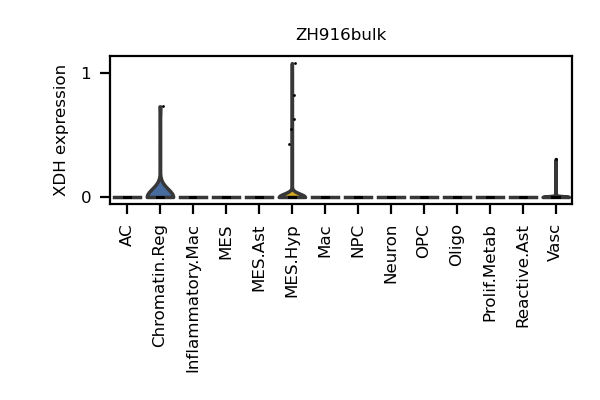 ZH916bulk
XDH expression
1
0
AC
Chromatin.Reg
Inflammatory.Mac
MES
MES.Ast
MES.Hyp
Mac
NPC
Neuron
OPC
Oligo
Prolif.Metab
Reactive.Ast
Vasc